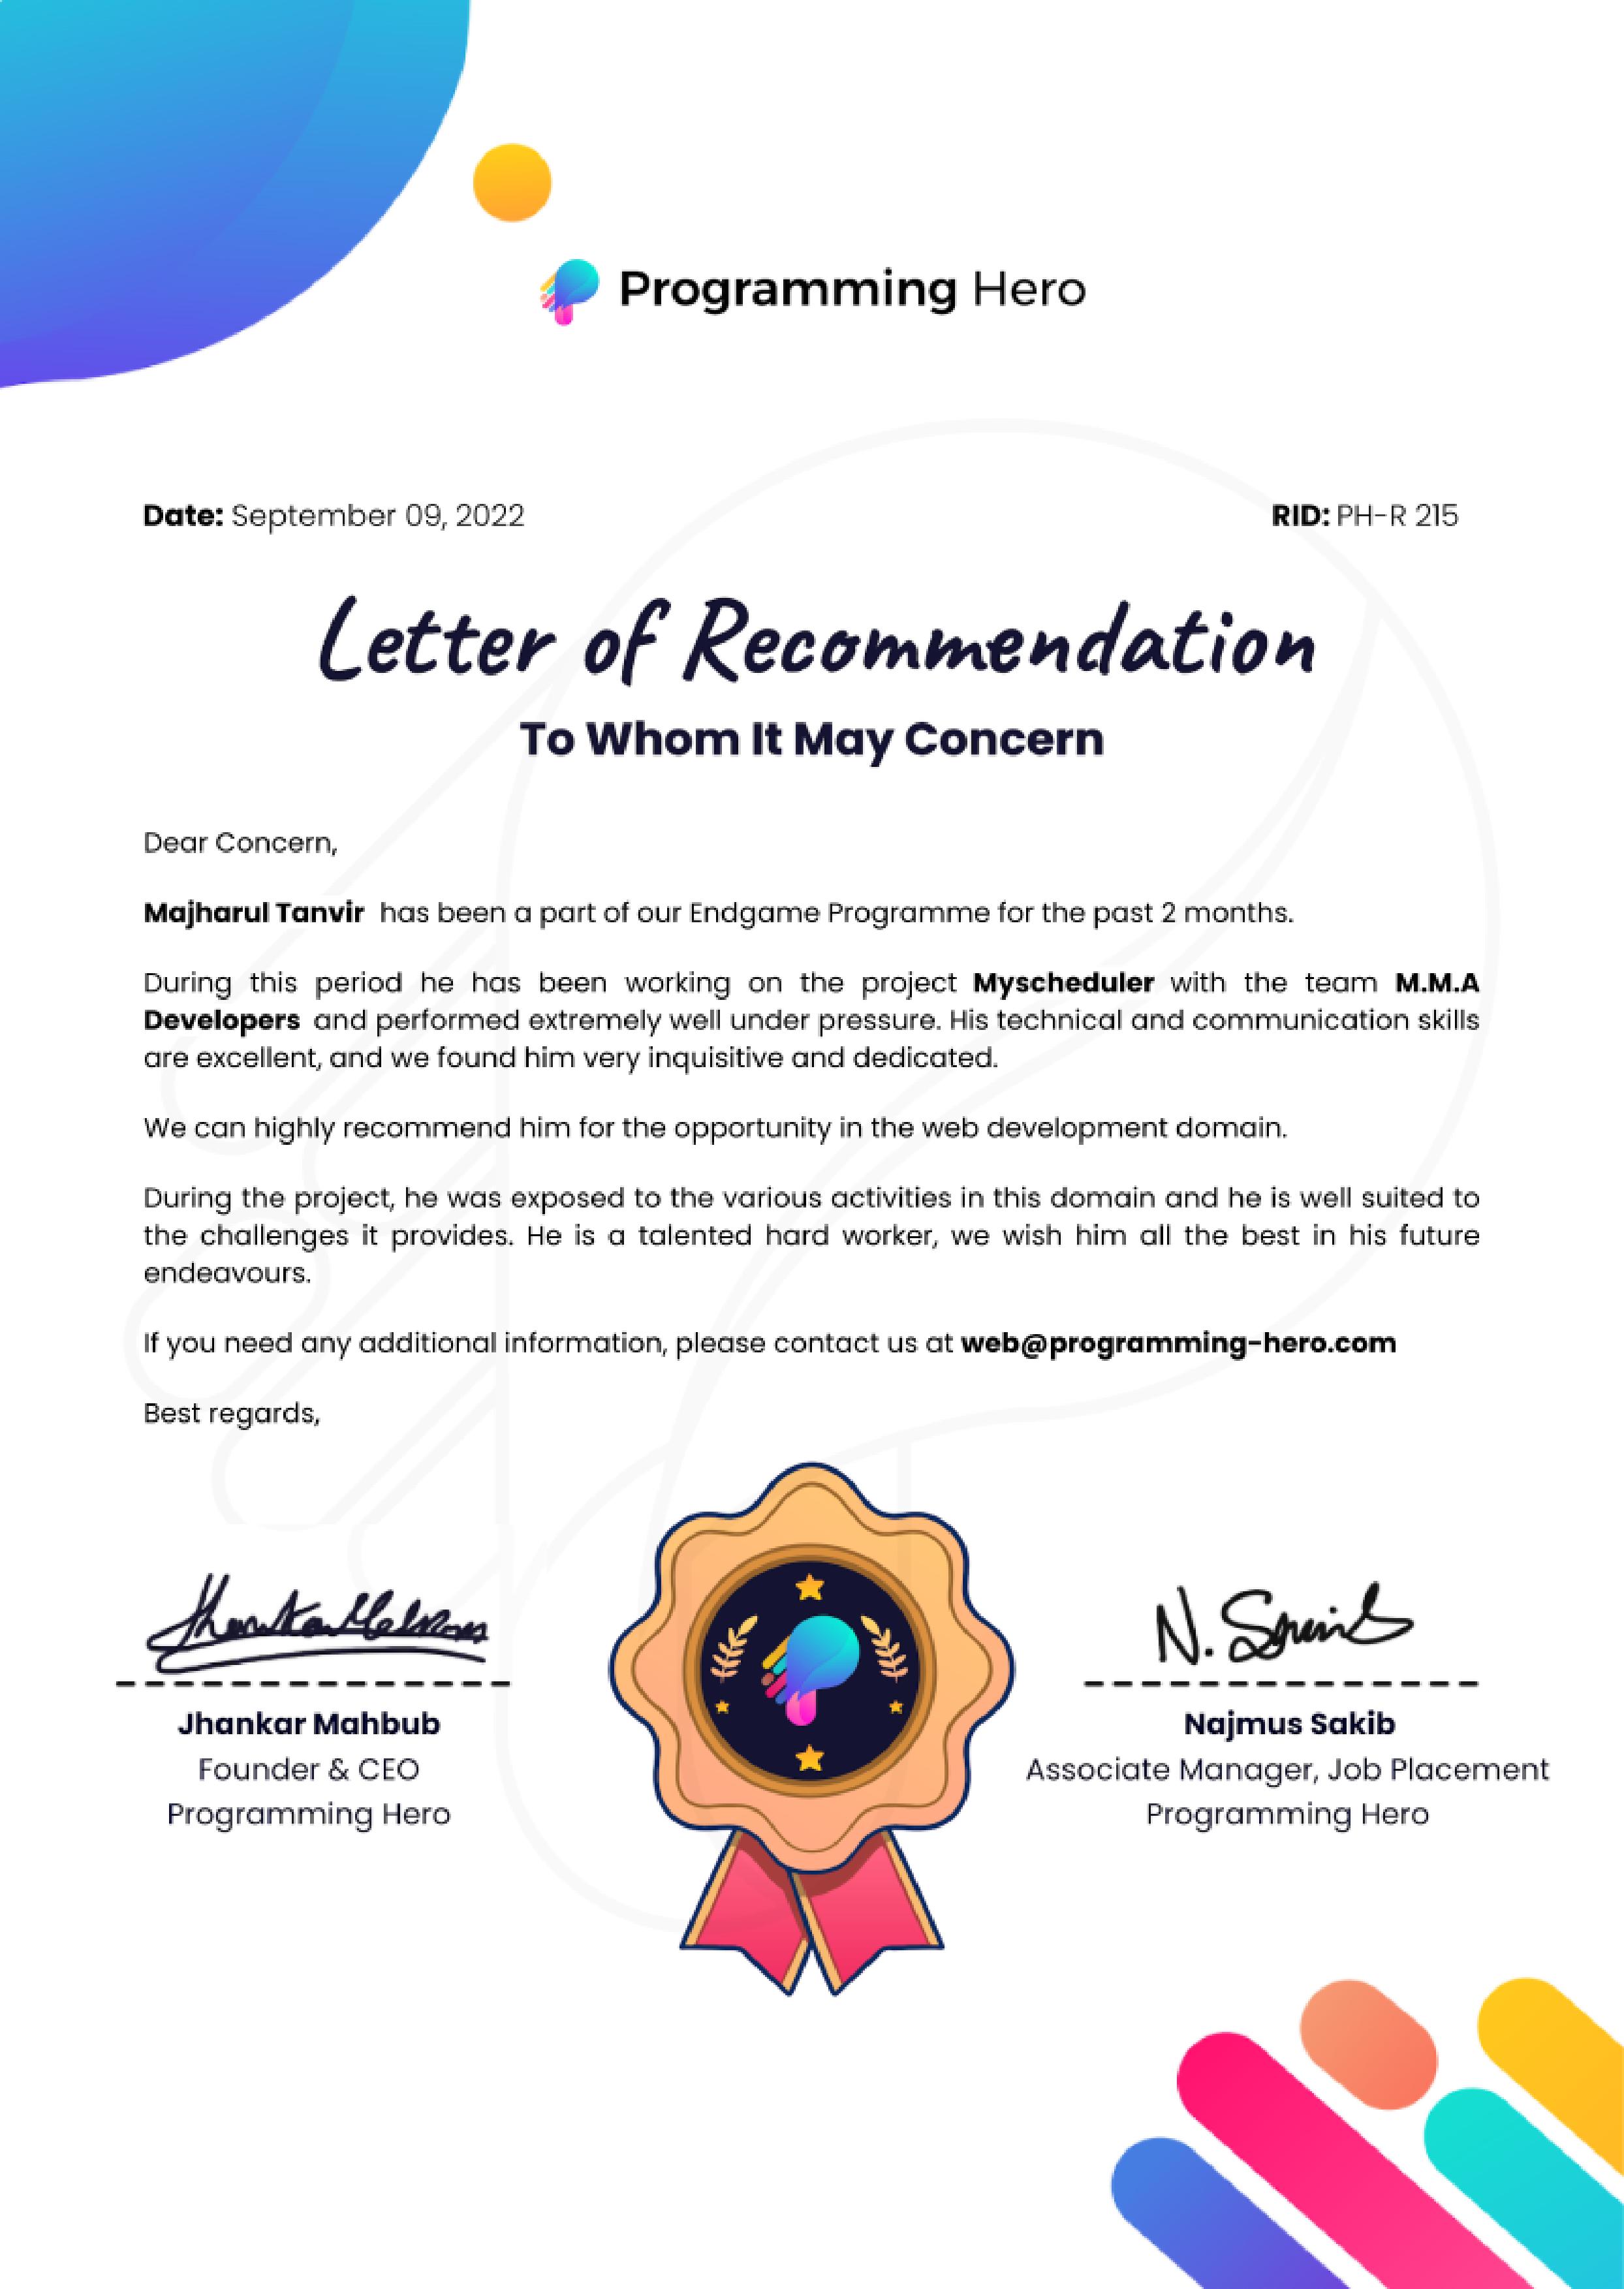 Programming Hero
Date: September 09, 2022
RID: PH-R 215
Letter of Recommendation
To Whom It May Concern
Dear Concern,
Majharul Tanvir has been a part of our Endgame Programme for the past 2 months.
During this period he has been working on the project Myscheduler with the team M.M.A
Developers and performed extremely well under pressure. His technical and communication skills
are excellent, and we found him very inquisitive and dedicated.
We can highly recommend him for the opportunity in the web development domain.
During the project, he was exposed to the various activities in this domain and he is well suited to
the challenges it provides. He is a talented hard worker, we wish him all the best in his future
endeavours.
If you need any additional information, please contact us at web@programming-hero.com
Best regards,
Jhankar Mahbub
Founder & CEO
Programming Hero
N.
Najmus Sakib
Associate Manager, Job Placement
Programming Hero